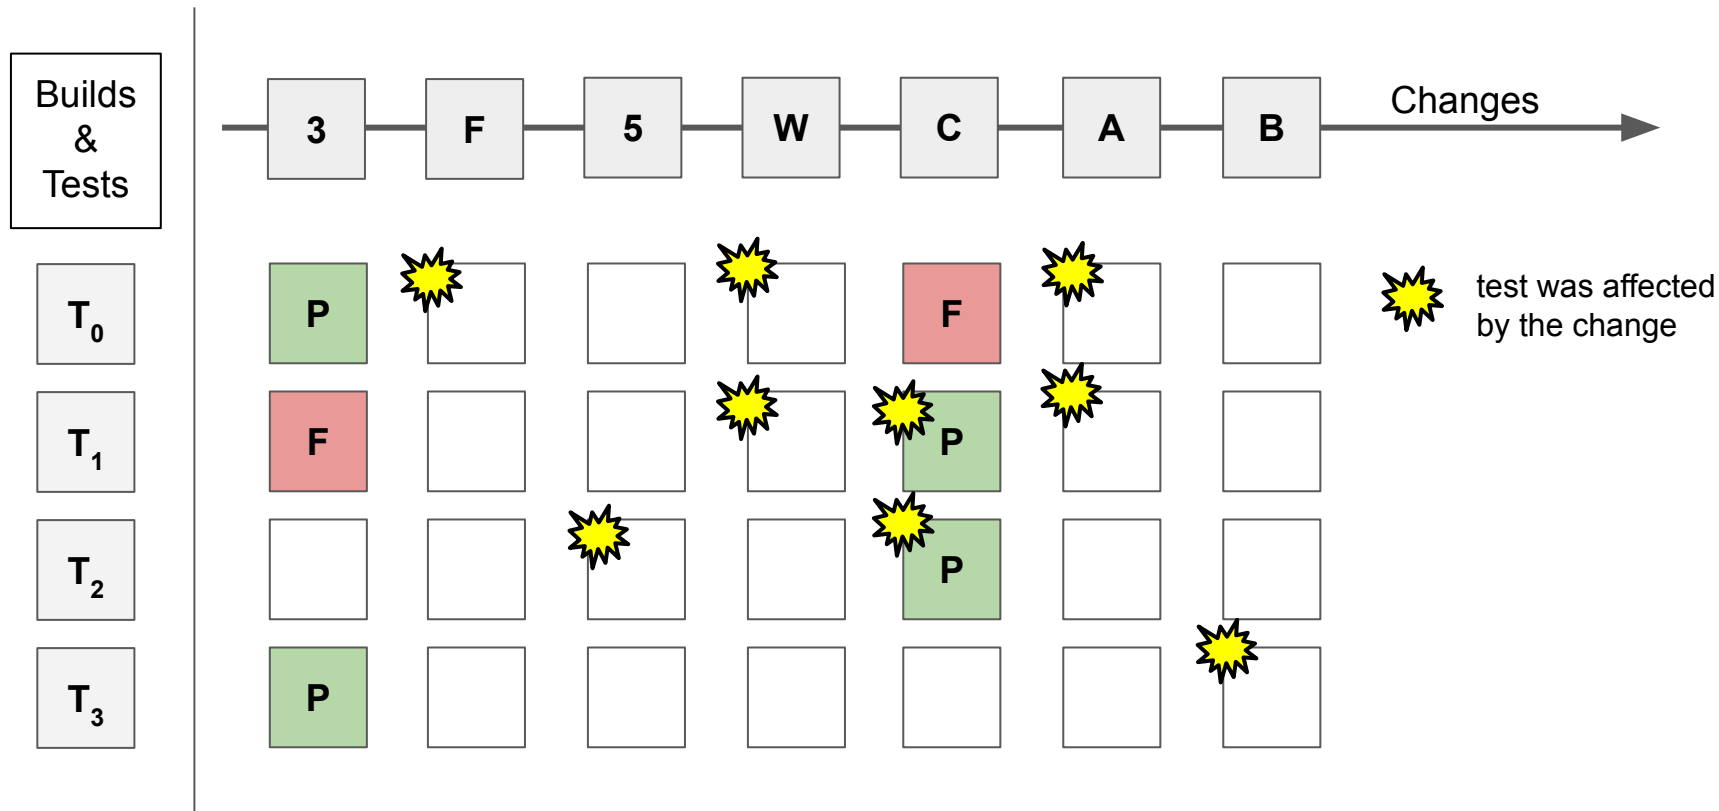 Builds
&
Tests
3 F 5 W C A B
Changes
T0 P F
T1 F P
T2 P
T3 P
test was affected
by the change